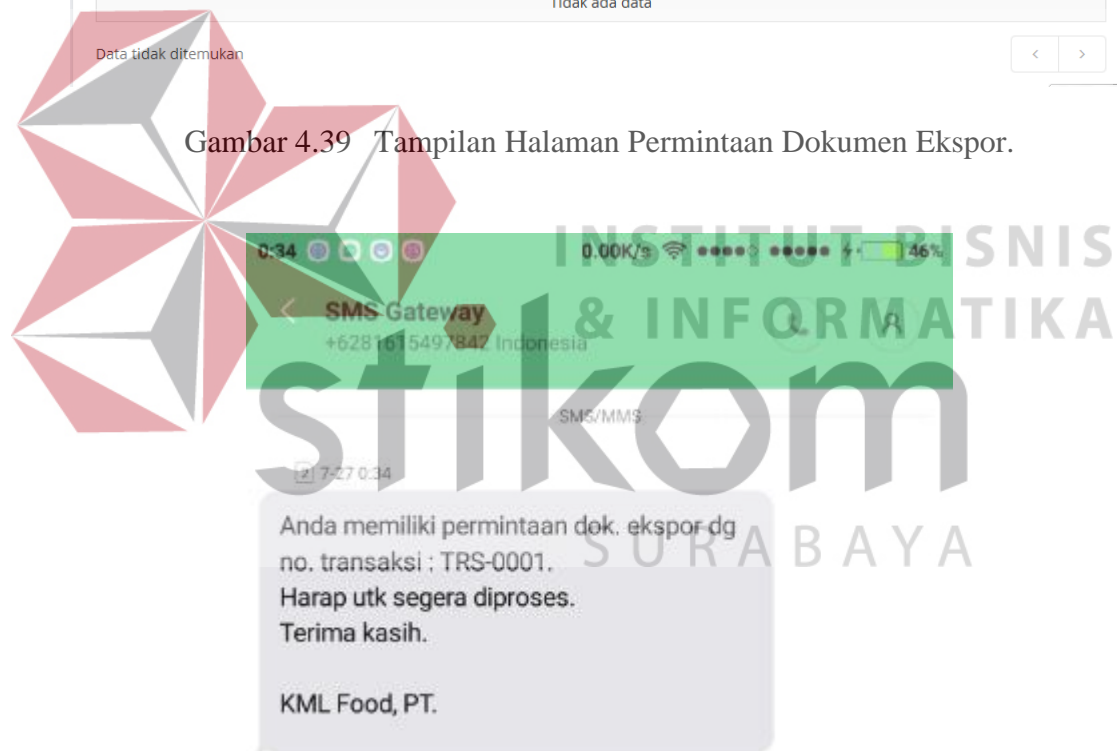 Tidak ada data
Data tidak ditemukan
< >
Gambar 4.39 Tampilan Halaman Permintaan Dokumen Ekspor.
INSTITUT BISNIS
& INFORMATIKA
stikom
SURABAYA
0:34 0.00K/s 46%
SMS Gateway
+6281615497842 Indonesia
SMS/MMS
2 7-27 0:34
Anda memiliki permintaan dok. ekspor dg
no. transaksi : TRS-0001.
Harap utk segera diproses.
Terima kasih.
KML Food, PT.